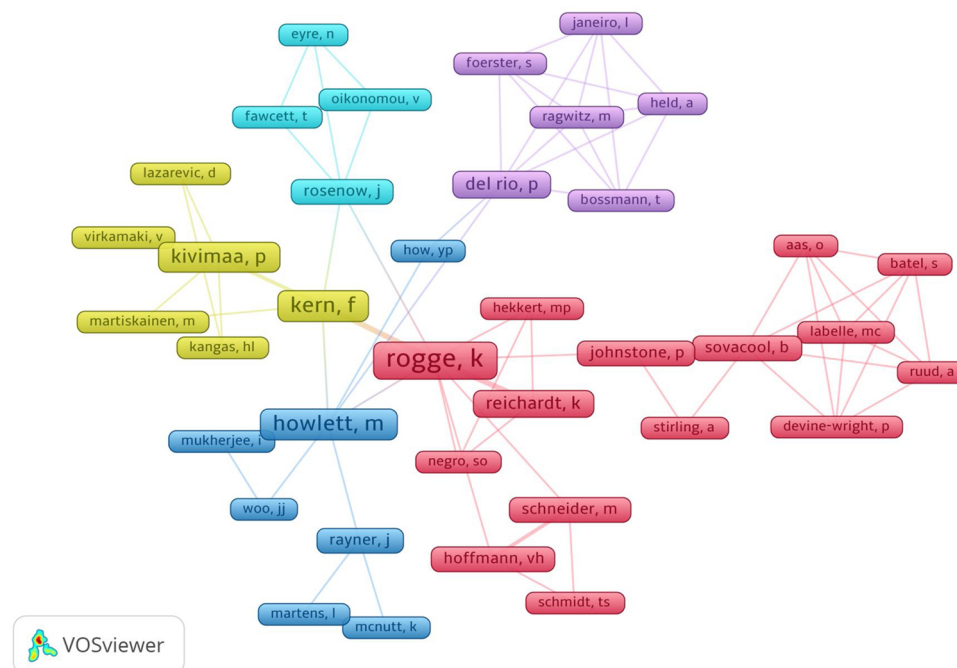 eyre, n
janeiro, l
foerster, s
oikonomou, v
held, a
fawcett, t
ragwitz, m
lazarevic, d
rosenow, j
del rio, p
bossmann, t
virkamaki, v
kivimaa, p
how, yp
aas, o
batel, s
kern, f
hekkert, mp
martiskainen, m
labelle, mc
kangas, hl
rogge, k
johnstone, p
sovacool, b
ruud, a
reichardt, k
howlett, m
stirling, a
devine-wright, p
mukherjee, i
negro, so
woo, jj
schneider, m
rayner, j
hoffmann, vh
schmidt, ts
martens, l
mcnutt, k
VOSviewer